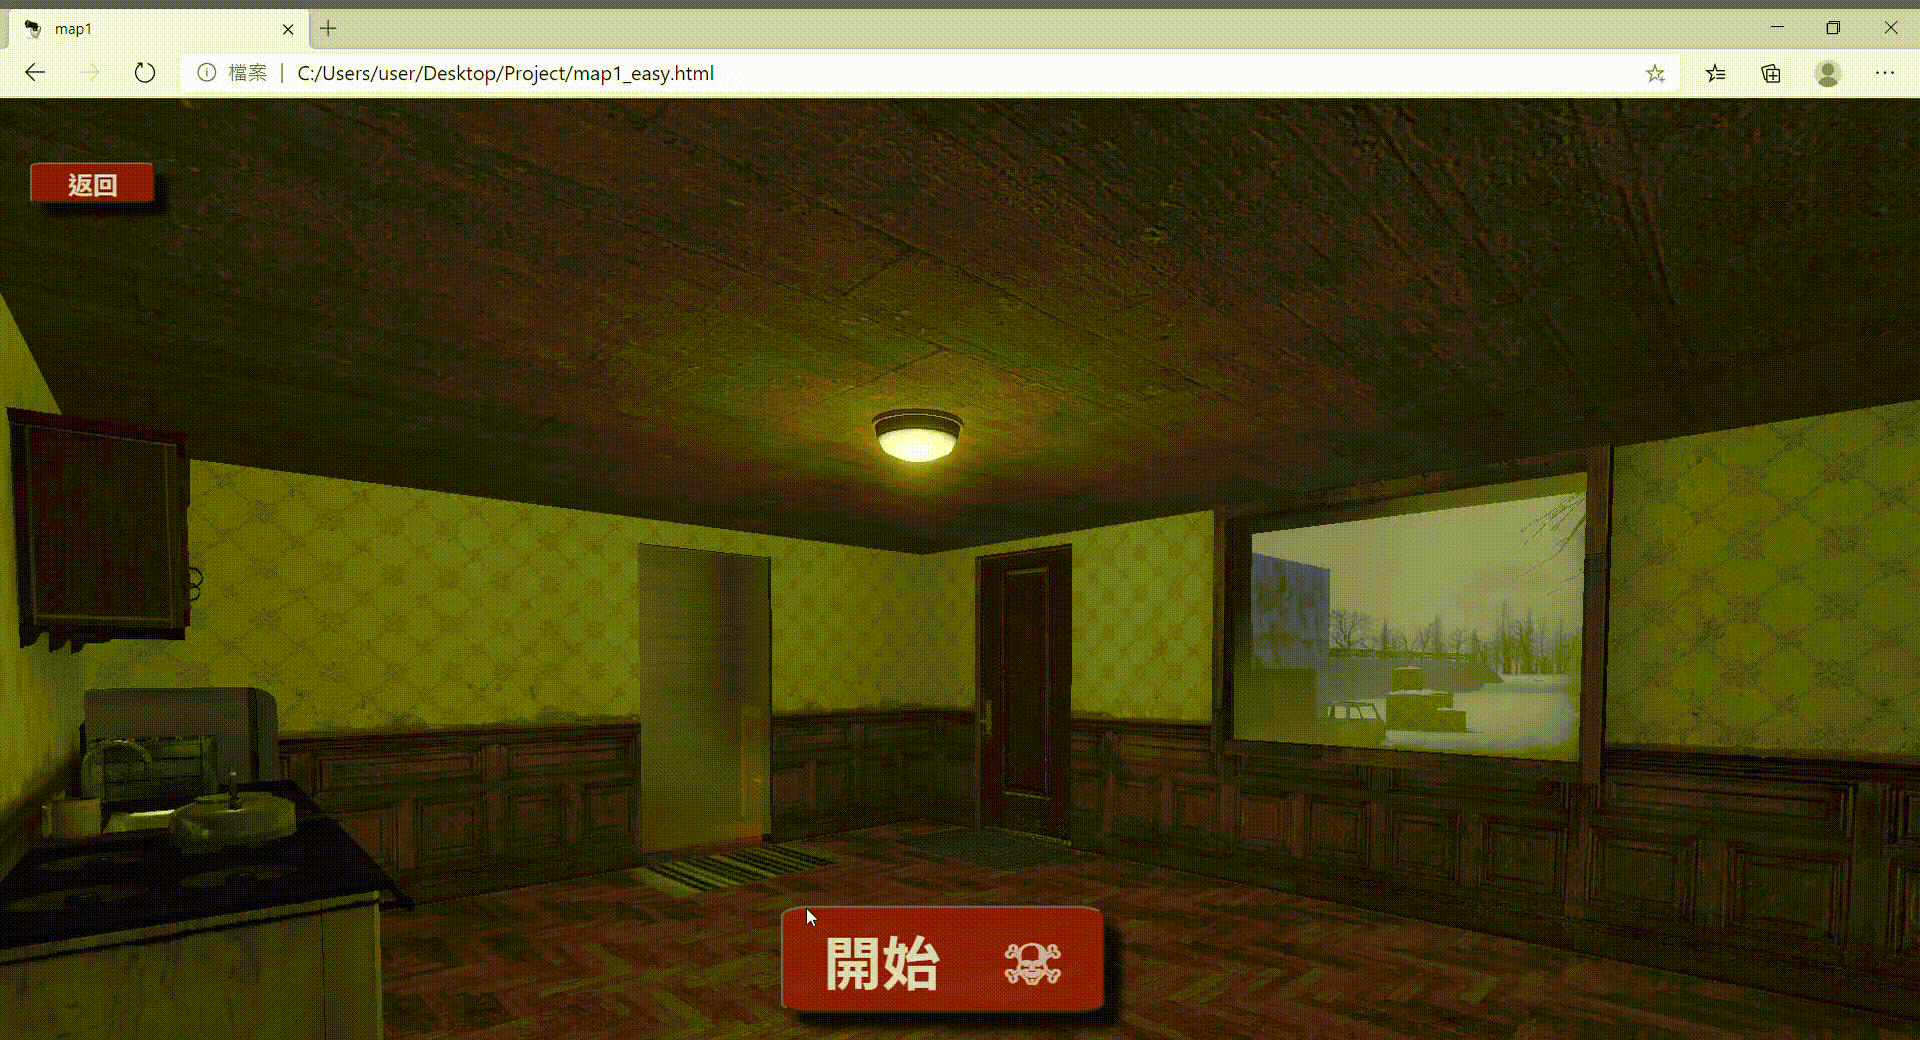 map1
檔案 | C:/Users/user/Desktop/Project/map1_easy.html
返回
開始